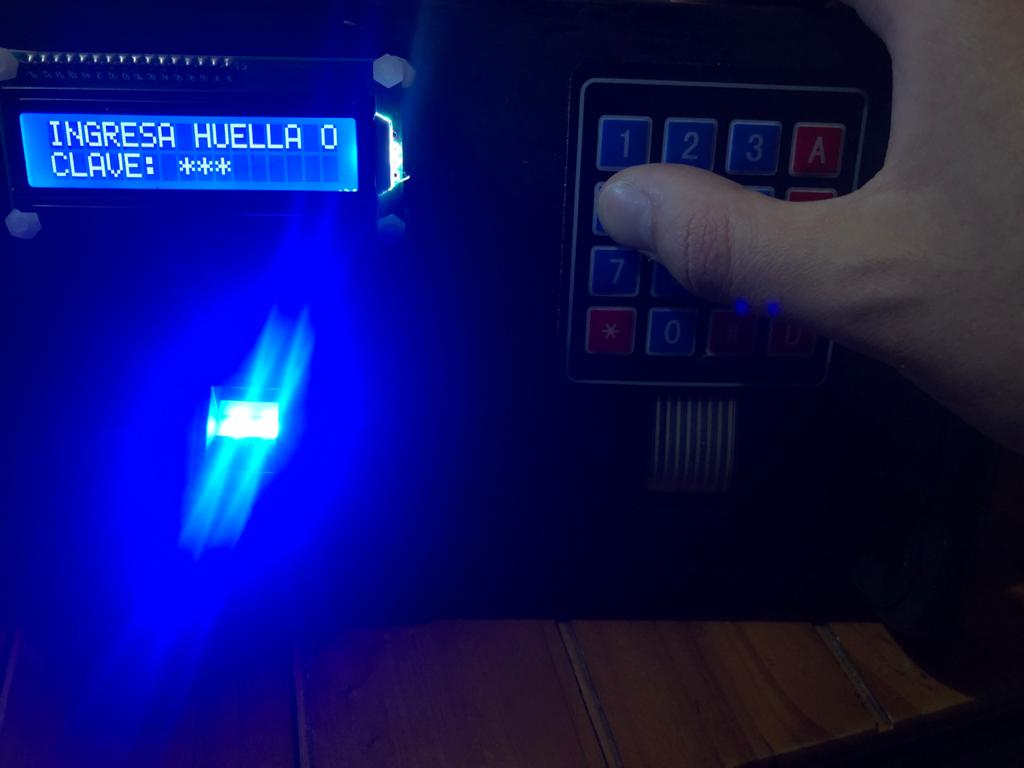 INGRESA HUELLA O
CLAVE: ***
1 2 3 A
7
* 0 # D